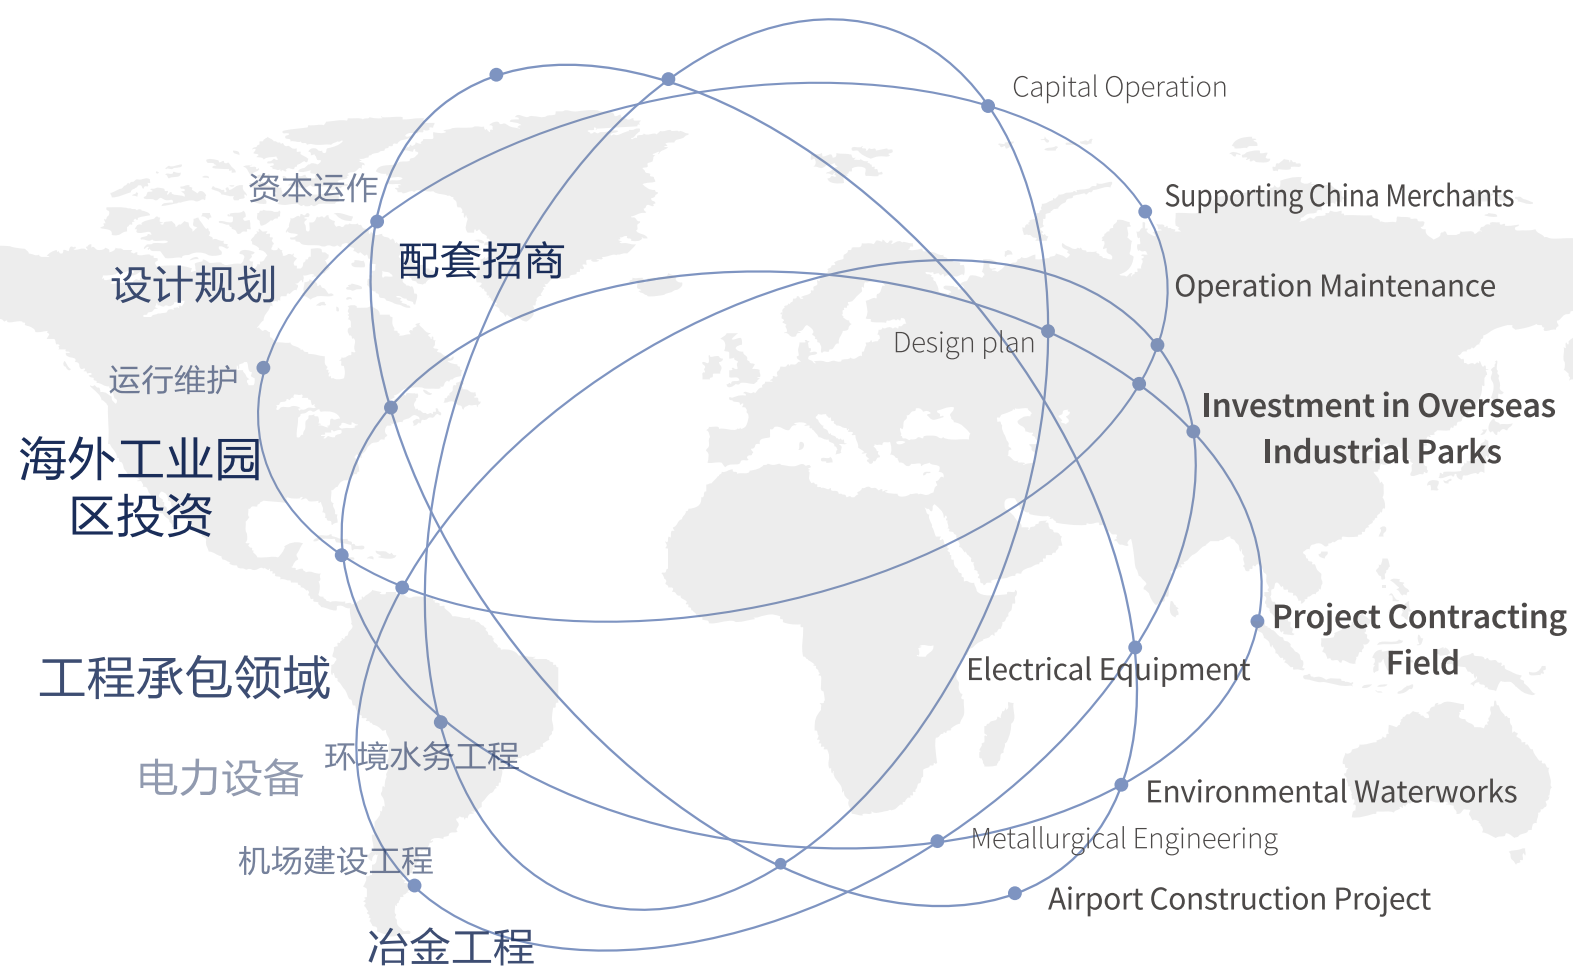 资本运作
配套招商
设计规划
运行维护
海外工业园
区投资
工程承包领域
环境水务工程
电力设备
机场建设工程
冶金工程
Capital Operation
Supporting China Merchants
Operation Maintenance
Design plan
Investment in Overseas
Industrial Parks
Project Contracting
Field
Electrical Equipment
Environmental Waterworks
Metallurgical Engineering
Airport Construction Project